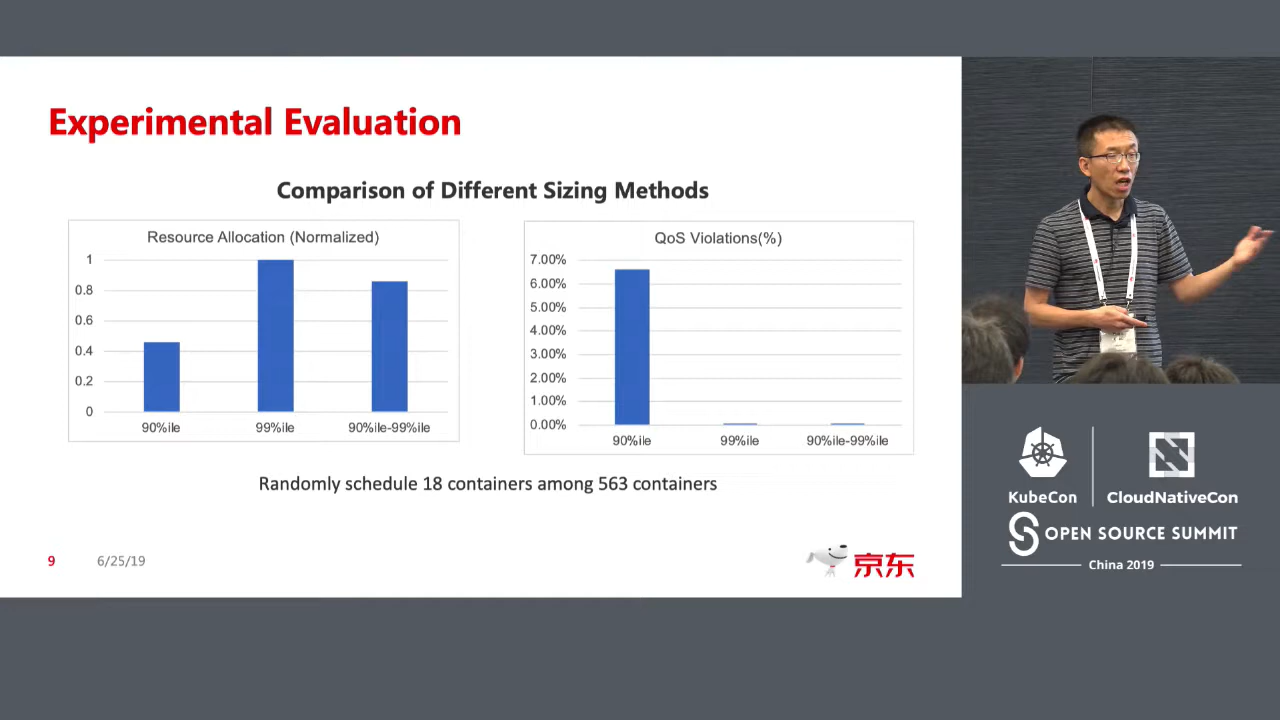 Experimental Evaluation
Comparison of Different Sizing Methods
Resource Allocation (Normalized)
1
0.8
0.6
0.4
0.2
0
90%ile 99%ile 90%ile-99%ile
QoS Violations(%)
7.00%
6.00%
5.00%
4.00%
3.00%
2.00%
1.00%
0.00%
90%ile 99%ile 90%ile-99%ile
Randomly schedule 18 containers among 563 containers
9 6/25/19
京东
KubeCon CloudNativeCon
OPEN SOURCE SUMMIT
China 2019